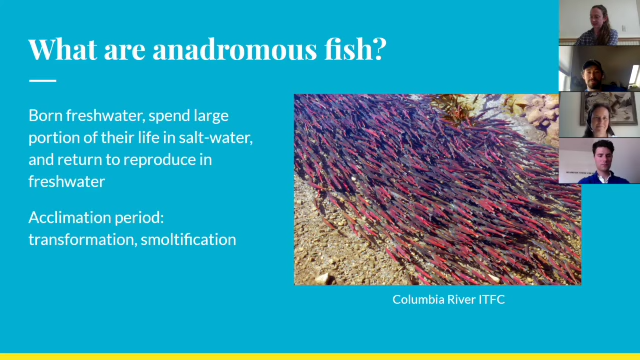 What are anadromous fish?
Born freshwater, spend large
portion of their life in salt-water,
and return to reproduce in
freshwater
Acclimation period:
transformation, smoltification
Columbia River ITFC